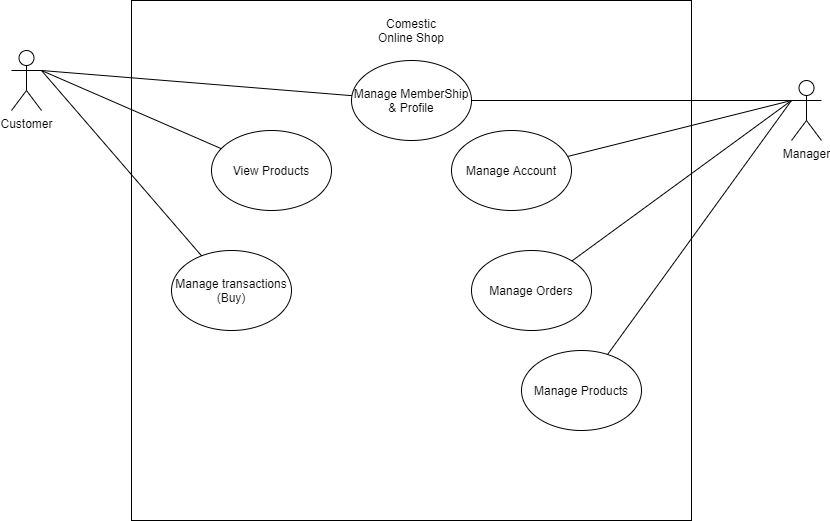 Comestic
Online Shop
Customer
Manage MemberShip
& Profile
Manager
View Products
Manage Account
Manage transactions
(Buy)
Manage Orders
Manage Products